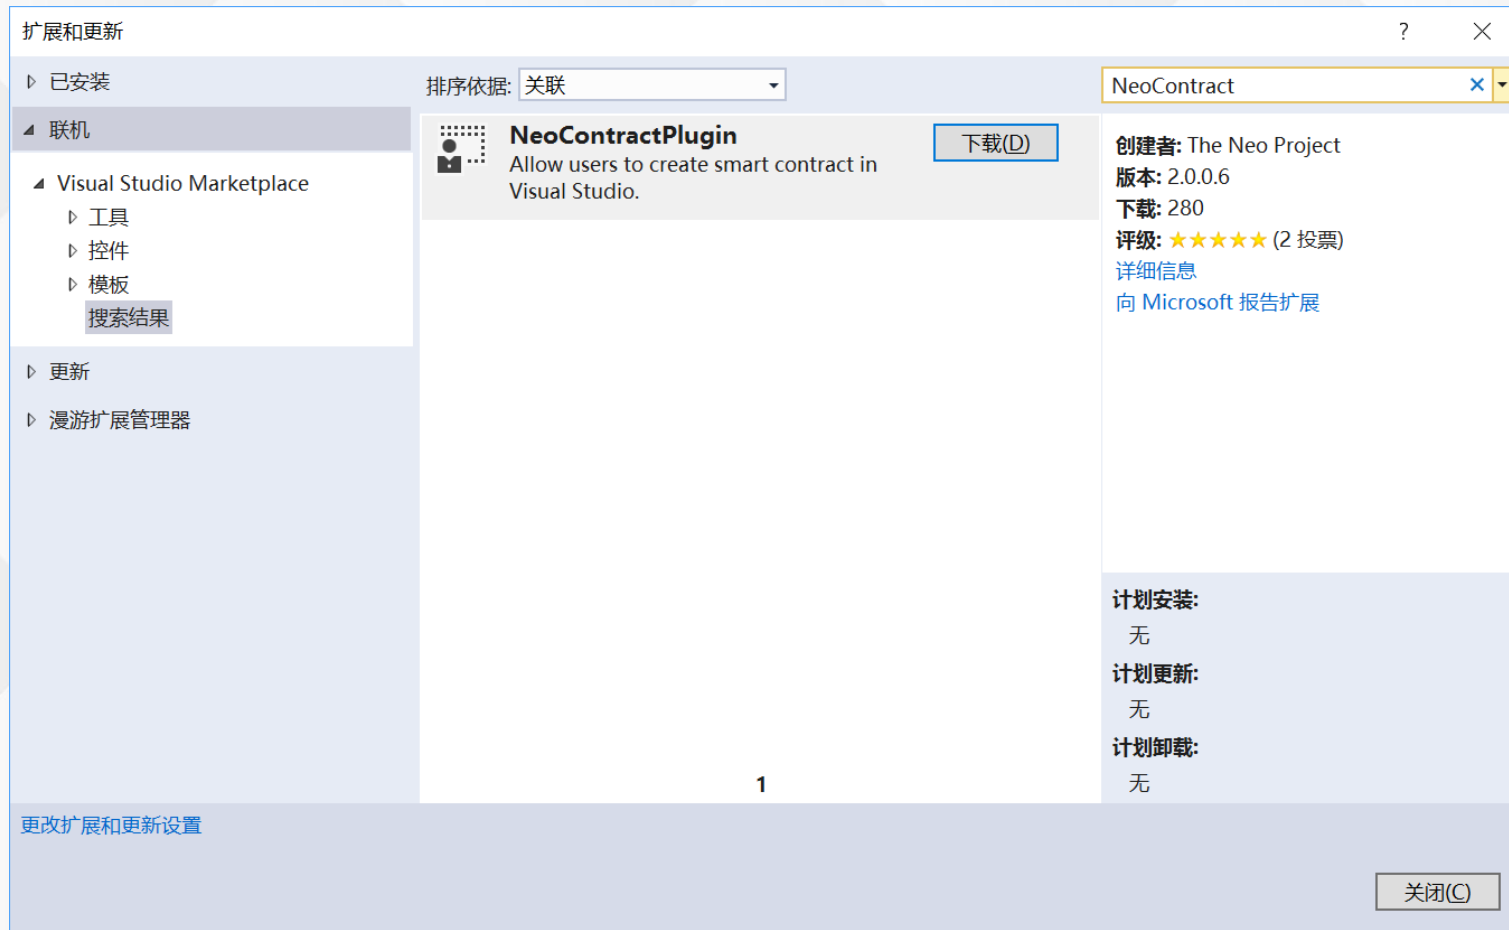 扩展和更新
?
已安装
联机
Visual Studio Marketplace
工具
控件
模板
搜索结果
更新
漫游扩展管理器
排序依据: 关联
NeoContractPlugin
Allow users to create smart contract in
Visual Studio.
下载(D)
1
NeoContract
创建者: The Neo Project
版本: 2.0.0.6
下载: 280
评级: ★★★★★ (2 投票)
详细信息
向 Microsoft 报告扩展
计划安装:
无
计划更新:
无
计划卸载:
无
更改扩展和更新设置
关闭(C)